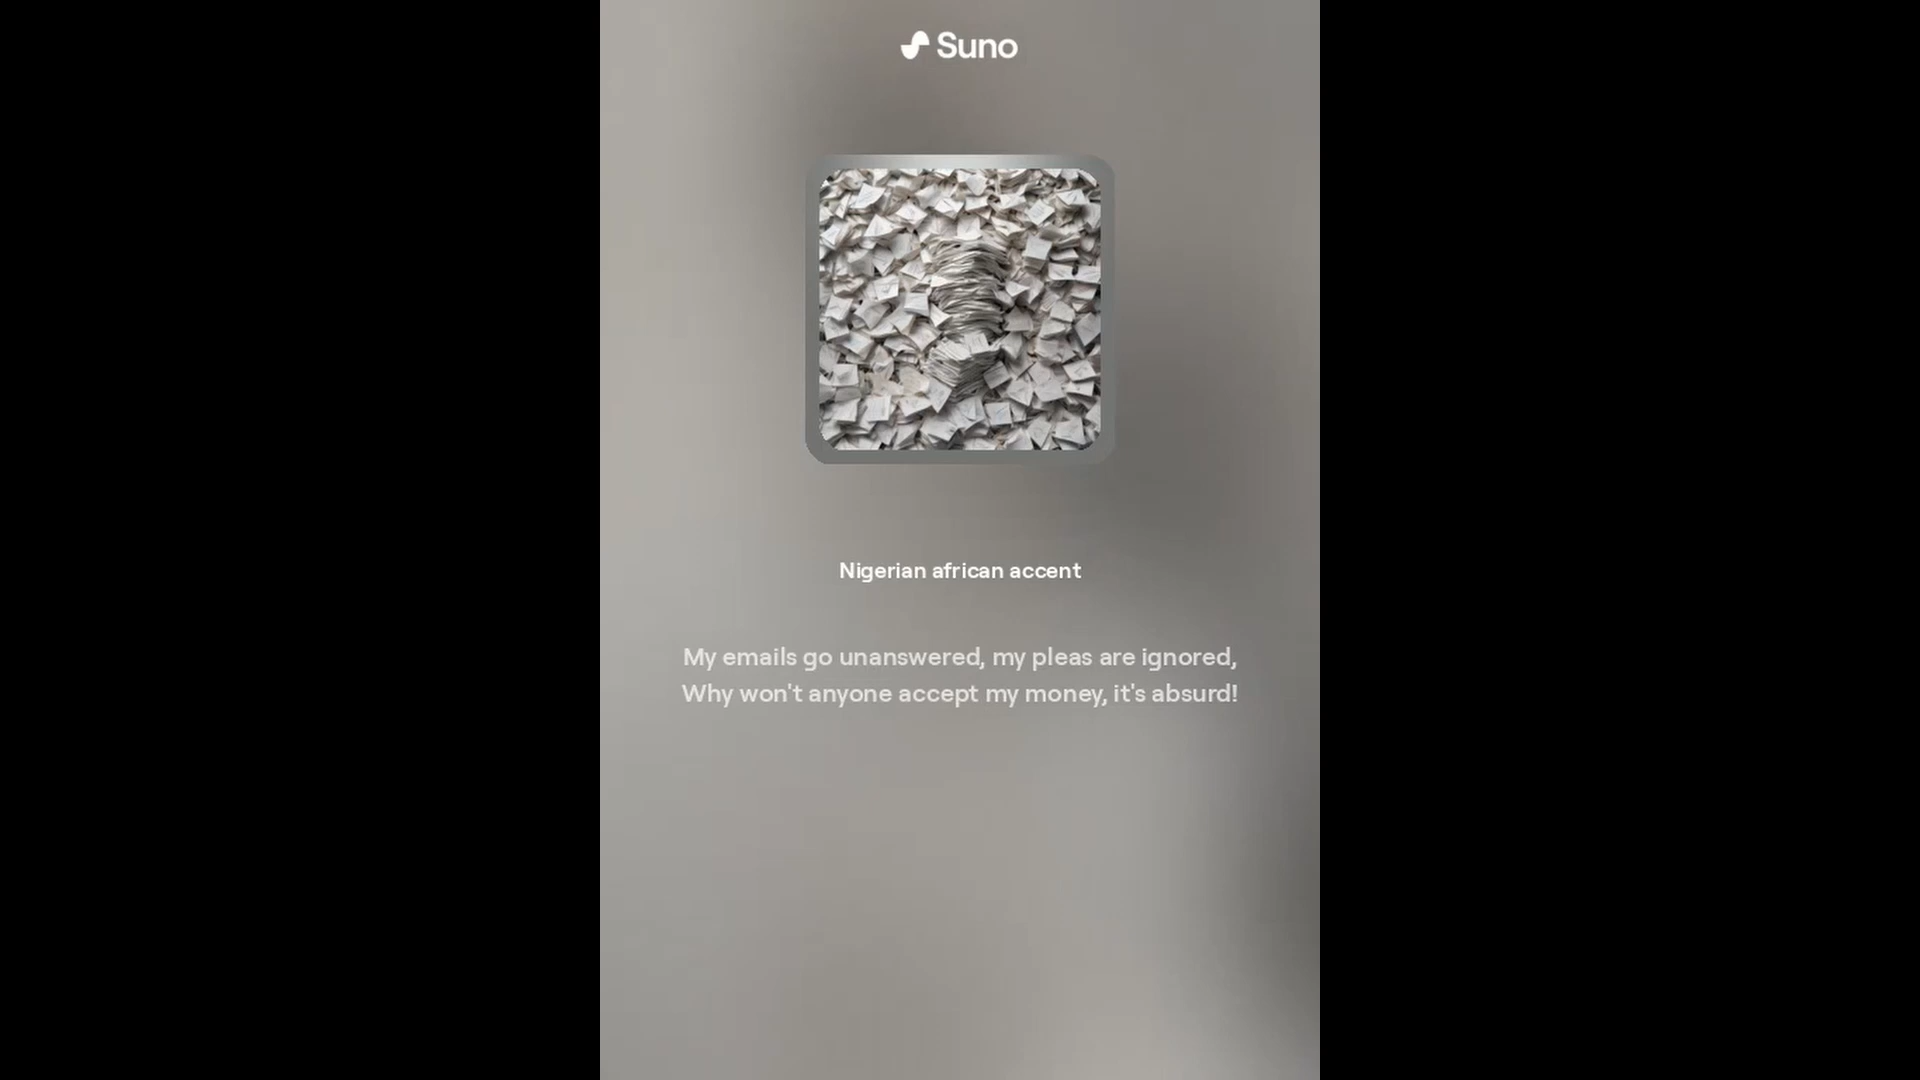 Suno
Nigerian african accent
My emails go unanswered, my pleas are ignored,
Why won't anyone accept my money, it's absurd!